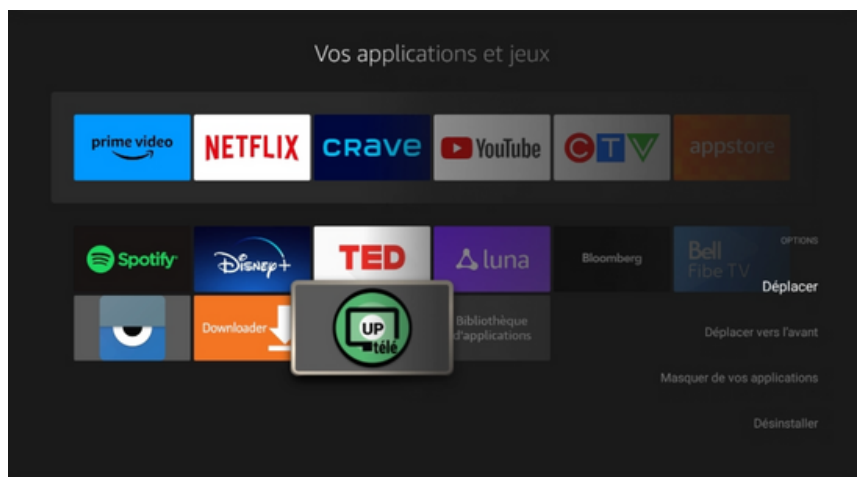 Vos applications et jeux
prime video
NETFLIX
crave
YouTube
CTV
appstore
Spotify
Disney+
TED
luna
Bloomberg
Bell
Fibe TV
OPTIONS
Déplacer
Downloader
UP
télé
Bibliothèque
d'applications
Déplacer vers l'avant
Masquer de vos applications
Désinstaller